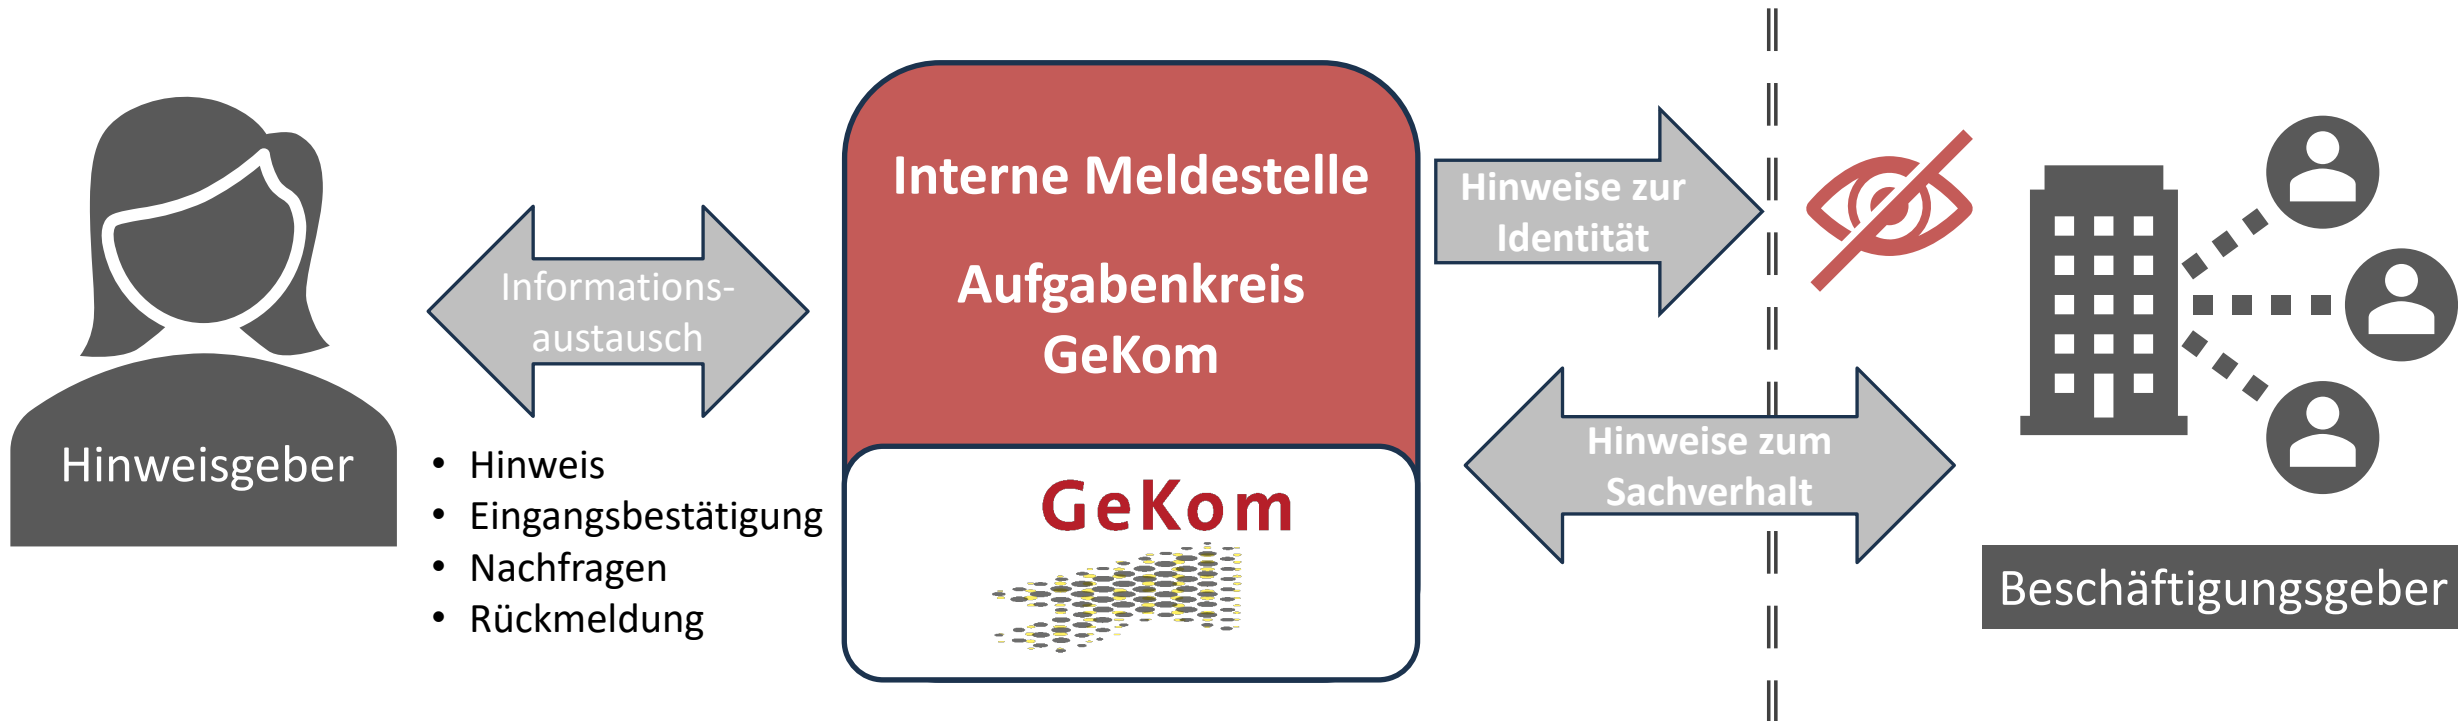 Hinweisgeber
Informations-
austausch
• Hinweis
• Eingangsbestätigung
• Nachfragen
• Rückmeldung
Interne Meldestelle
Aufgabenkreis
GeKom
GeKom
Hinweise zur
Identität
Hinweise zum
Sachverhalt
Beschäftigungsgeber